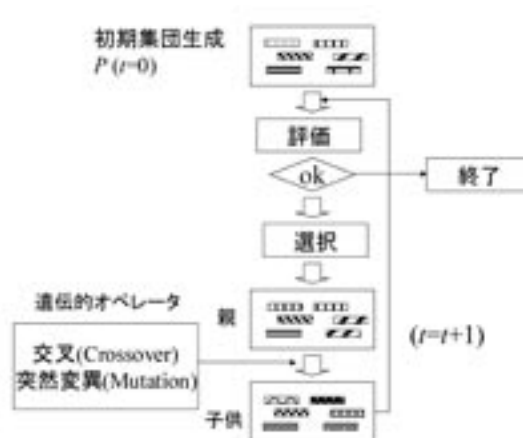 初期集団生成
P (t=0)
評価
ok
終了
選択
遺伝的オペレータ
親
交叉(Crossover)
突然変異(Mutation)
(t=t+1)
子供